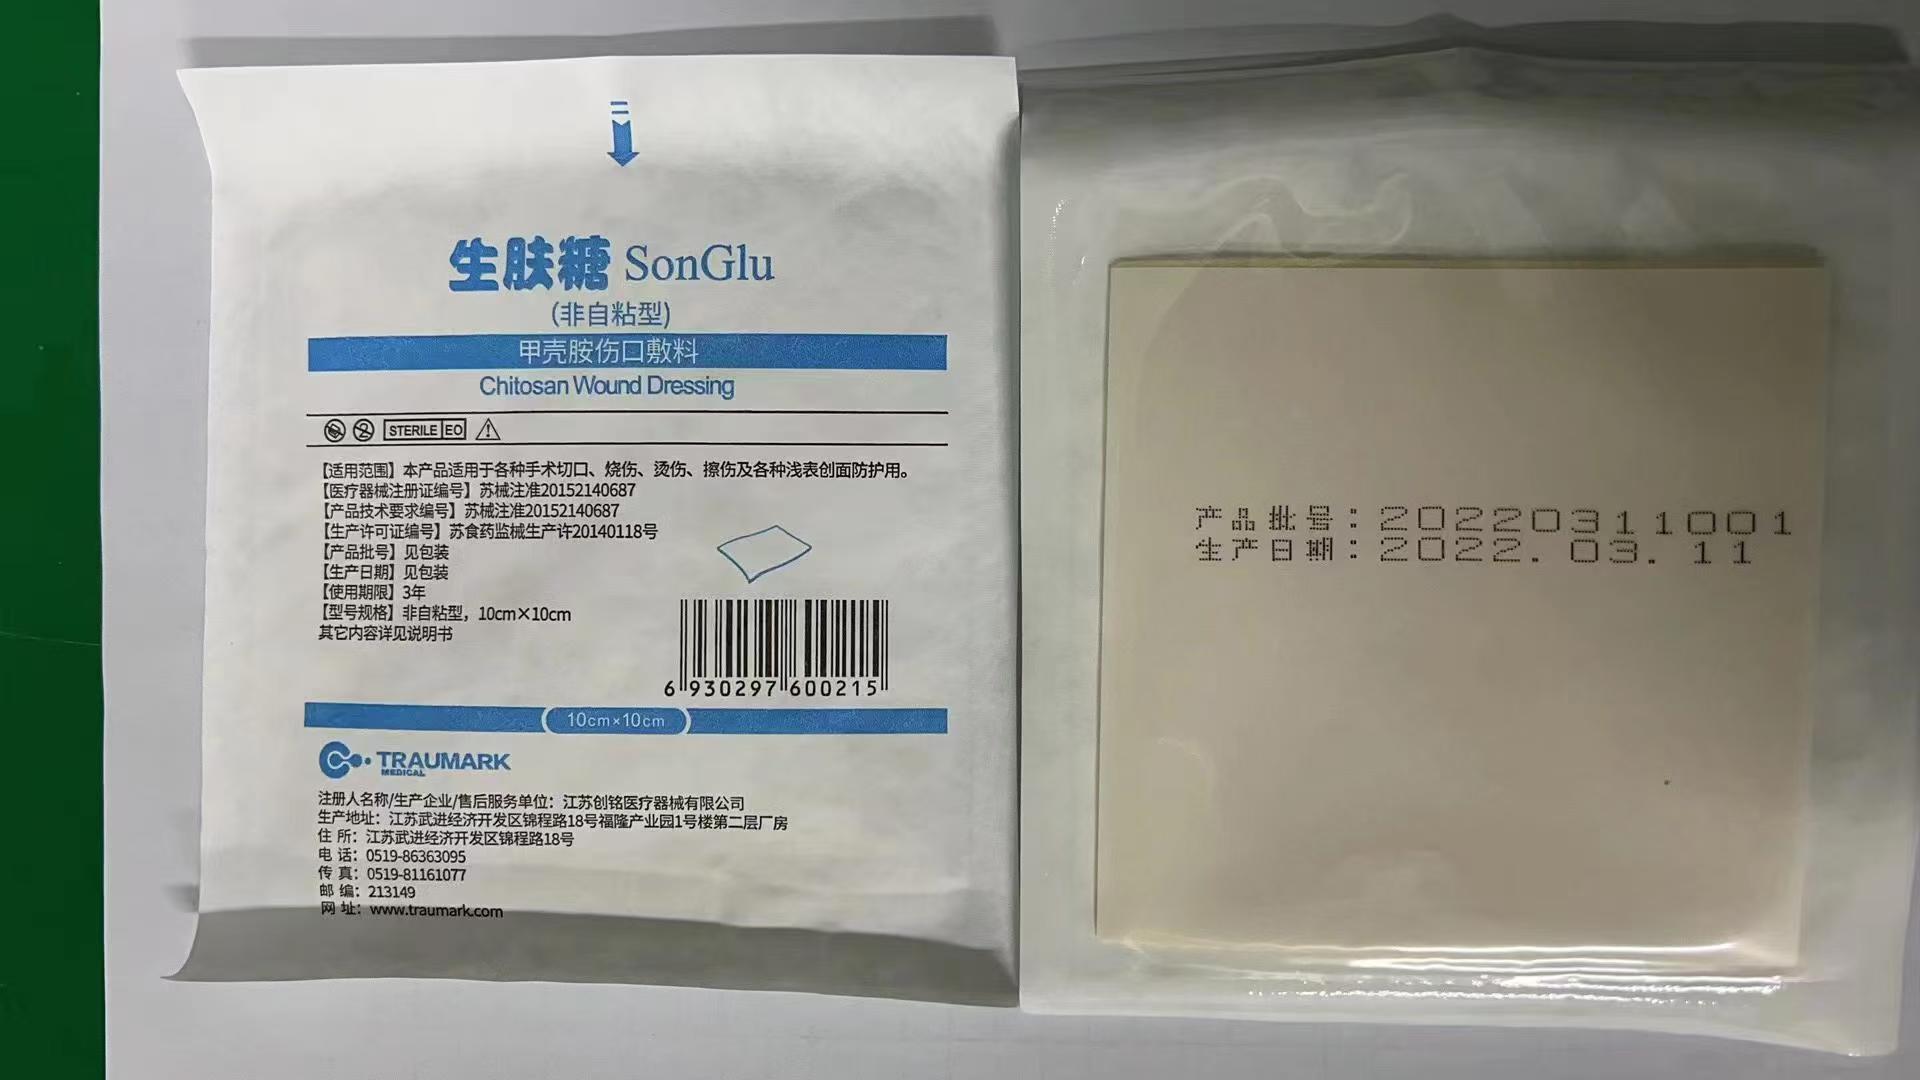 生肤糖 SonGlu
(非自粘型)
甲壳胺伤口敷料
Chitosan Wound Dressing
STERILE EO
【适用范围】本产品适用于各种手术切口、烧伤、烫伤、擦伤及各种浅表创面防护用。
【医疗器械注册证编号】苏械注准20152140687
【产品技术要求编号】苏械注准20152140687
【生产许可证编号】苏食药监械生产许20140118号
【产品批号】见包装
【生产日期】见包装
【使用期限】3年
【型号规格】非自粘型，10cm×10cm
其它内容详见说明书
6 930297 600215
10cm×10cm
TRAUMARK
MEDICAL
注册人名称/生产企业/售后服务单位：江苏创铭医疗器械有限公司
生产地址：江苏武进经济开发区锦程路18号福隆产业园1号楼第二层厂房
住 所：江苏武进经济开发区锦程路18号
电 话：0519-86363095
传 真：0519-81161077
邮 编：213149
网 址：www.traumark.com
产品批号：20220311001
生产日期：2022.03.11